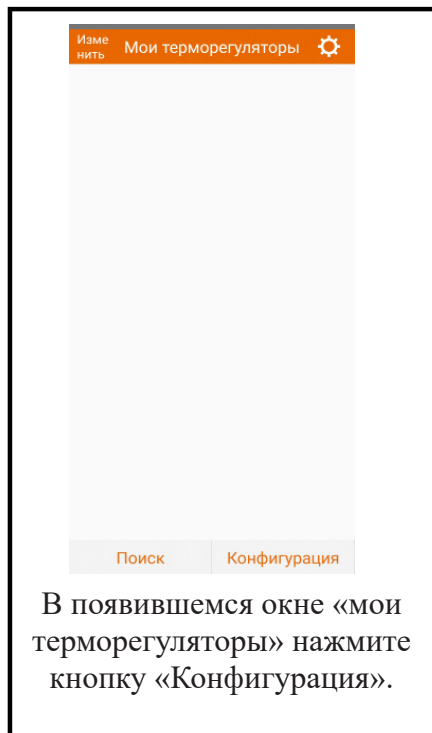 Изме
нить
Мои терморегуляторы
Поиск
Конфигурация
В появившемся окне «мои
терморегуляторы» нажмите
кнопку «Конфигурация».